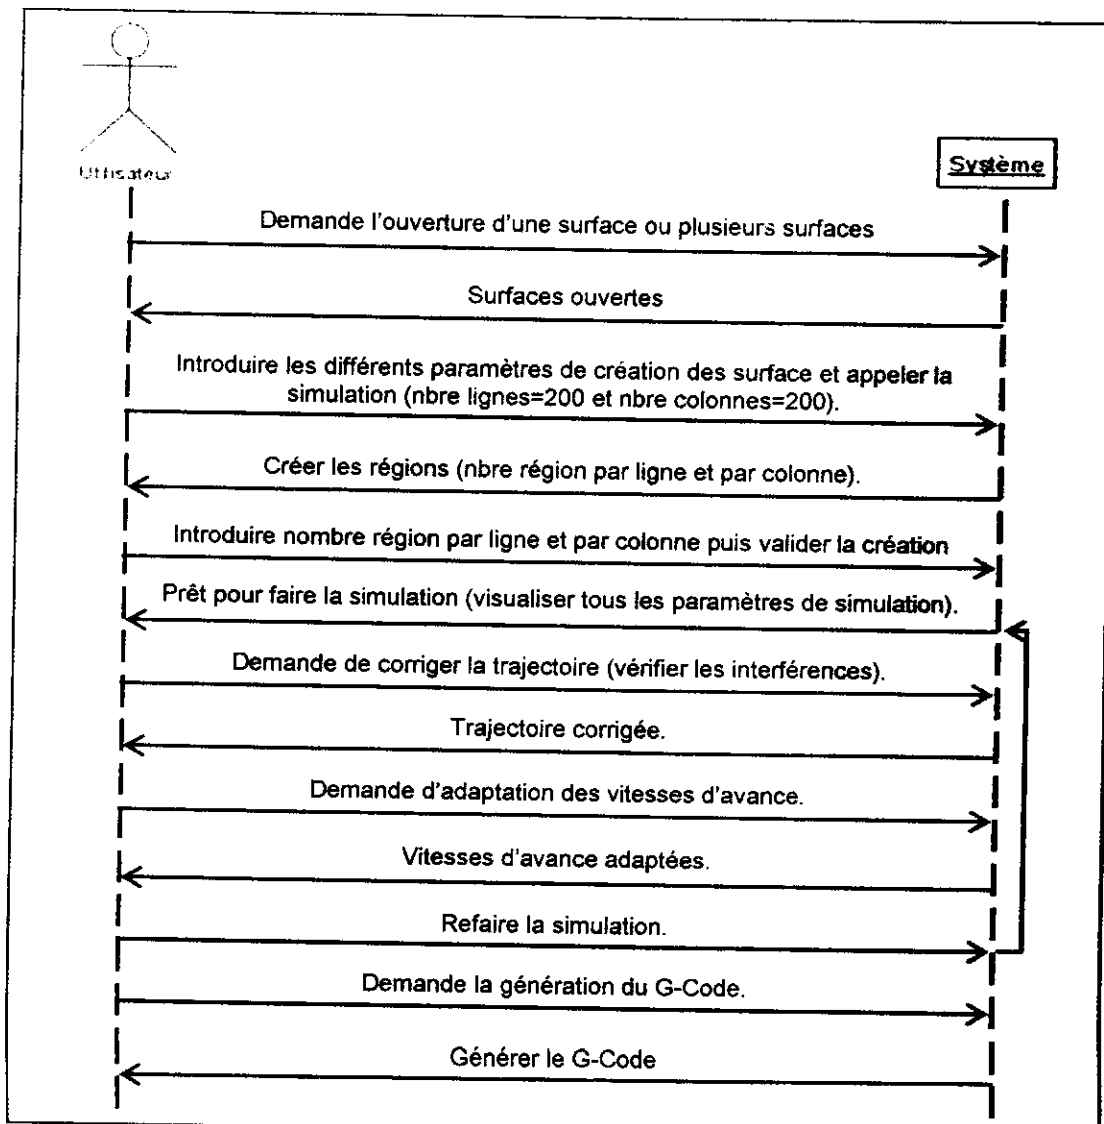 Utilisateur
Système
Demande l'ouverture d'une surface ou plusieurs surfaces
Surfaces ouvertes
Introduire les différents paramètres de création des surface et appeler la
simulation (nbre lignes=200 et nbre colonnes=200).
Créer les régions (nbre région par ligne et par colonne).
Introduire nombre région par ligne et par colonne puis valider la création
Prêt pour faire la simulation (visualiser tous les paramètres de simulation).
Demande de corriger la trajectoire (vérifier les interférences).
Trajectoire corrigée.
Demande d'adaptation des vitesses d'avance.
Vitesses d'avance adaptées.
Refaire la simulation.
Demande la génération du G-Code.
Générer le G-Code